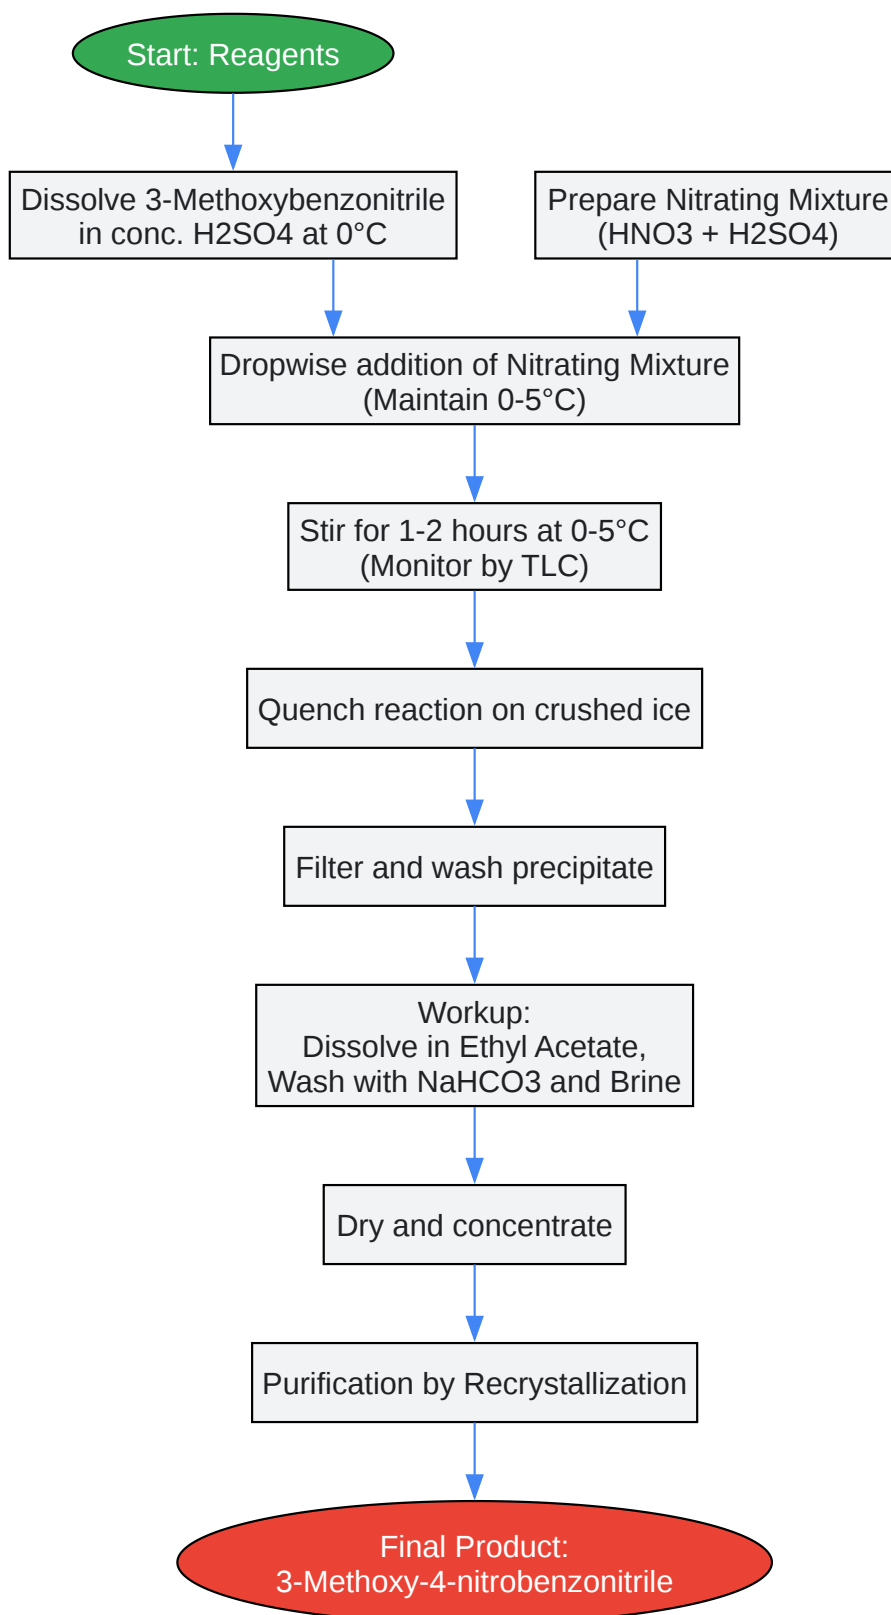 Start: Reagents
Dissolve 3-Methoxybenzonitrile
in conc. H2SO4 at 0°C
Prepare Nitrating Mixture
(HNO3 + H2SO4)
Dropwise addition of Nitrating Mixture
(Maintain 0-5°C)
Stir for 1-2 hours at 0-5°C
(Monitor by TLC)
Quench reaction on crushed ice
Filter and wash precipitate
Workup:
Dissolve in Ethyl Acetate,
Wash with NaHCO3 and Brine
Dry and concentrate
Purification by Recrystallization
Final Product:
3-Methoxy-4-nitrobenzonitrile